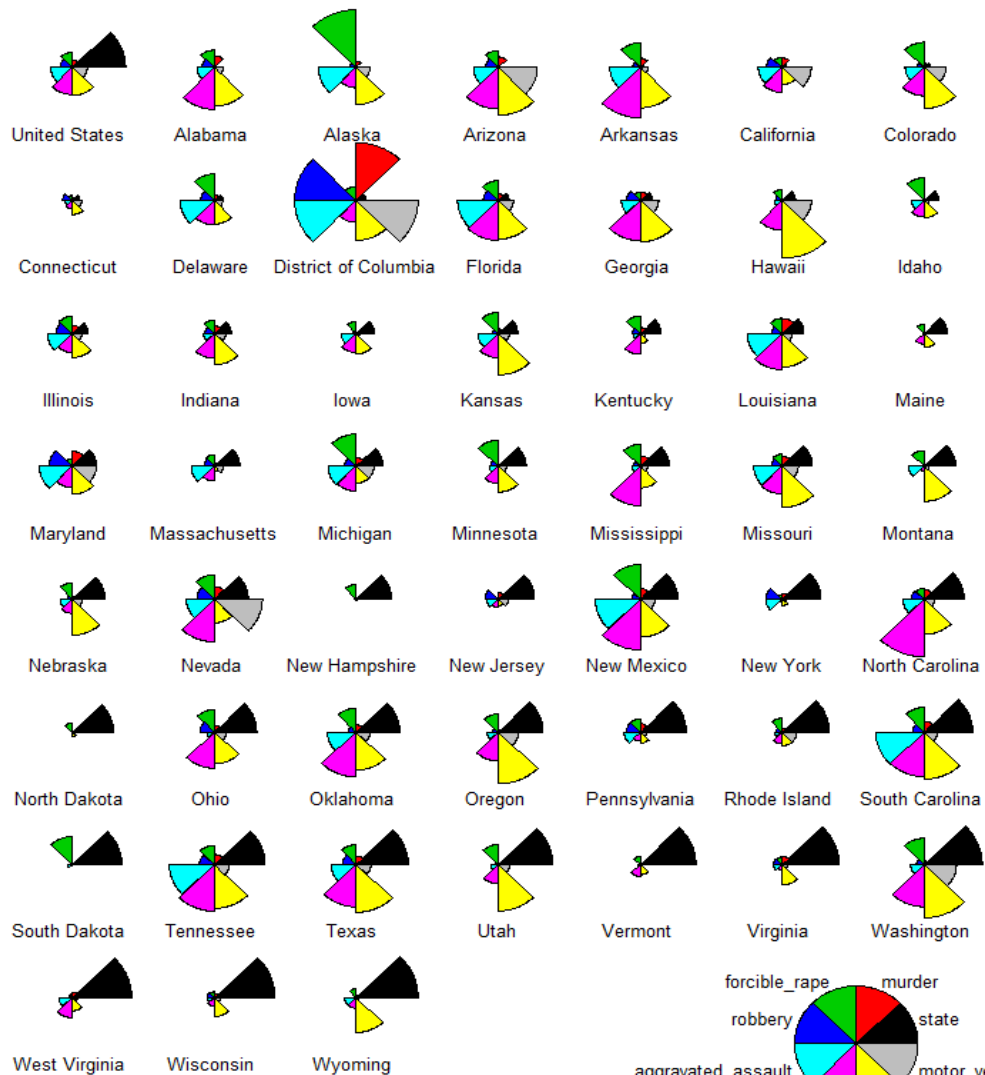 United States Alabama Alaska Arizona Arkansas California Colorado
Connecticut Delaware District of Columbia Florida Georgia Hawaii Idaho
Illinois Indiana Iowa Kansas Kentucky Louisiana Maine
Maryland Massachusetts Michigan Minnesota Mississippi Missouri Montana
Nebraska Nevada New Hampshire New Jersey New Mexico New York North Carolina
North Dakota Ohio Oklahoma Oregon Pennsylvania Rhode Island South Carolina
South Dakota Tennessee Texas Utah Vermont Virginia Washington
forcible_rape murder
robbery state
West Virginia Wisconsin Wyoming
aggravated_assault motor_ve